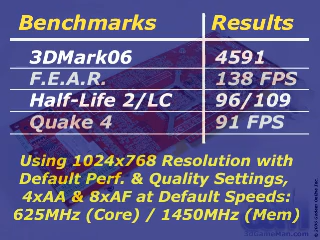 Benchmarks Results
3DMark06 4591
F.E.A.R. 138 FPS
Half-Life 2/LC 96/109
Quake 4 91 FPS
Using 1024x768 Resolution with
Default Perf. & Quality Settings,
4xAA & 8xAF at Default Speeds:
625MHz (Core) / 1450MHz (Mem)